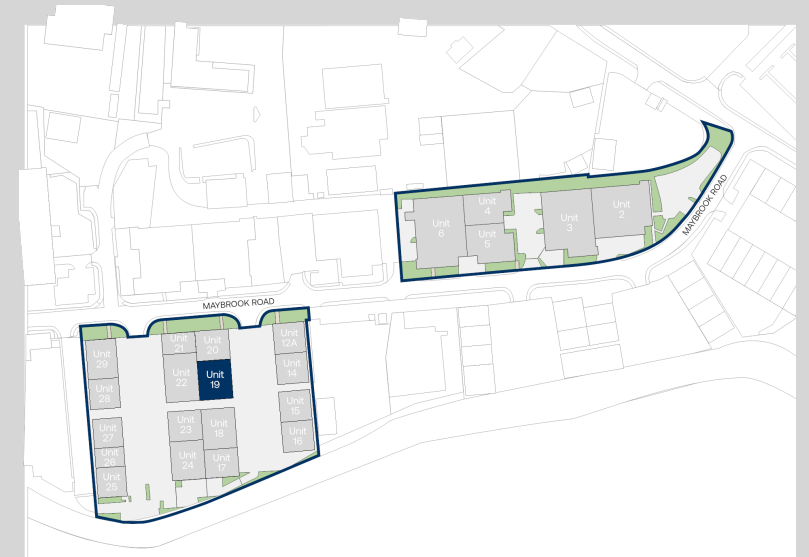 Unit
4
Unit
6
Unit
5
Unit
3
Unit
2
MAYBROOK ROAD
MAYBROOK ROAD
Unit
29
Unit
28
Unit
27
Unit
26
Unit
25
Unit
21
Unit
20
Unit
22
Unit
19
Unit
23
Unit
18
Unit
24
Unit
17
Unit
12A
Unit
14
Unit
15
Unit
16